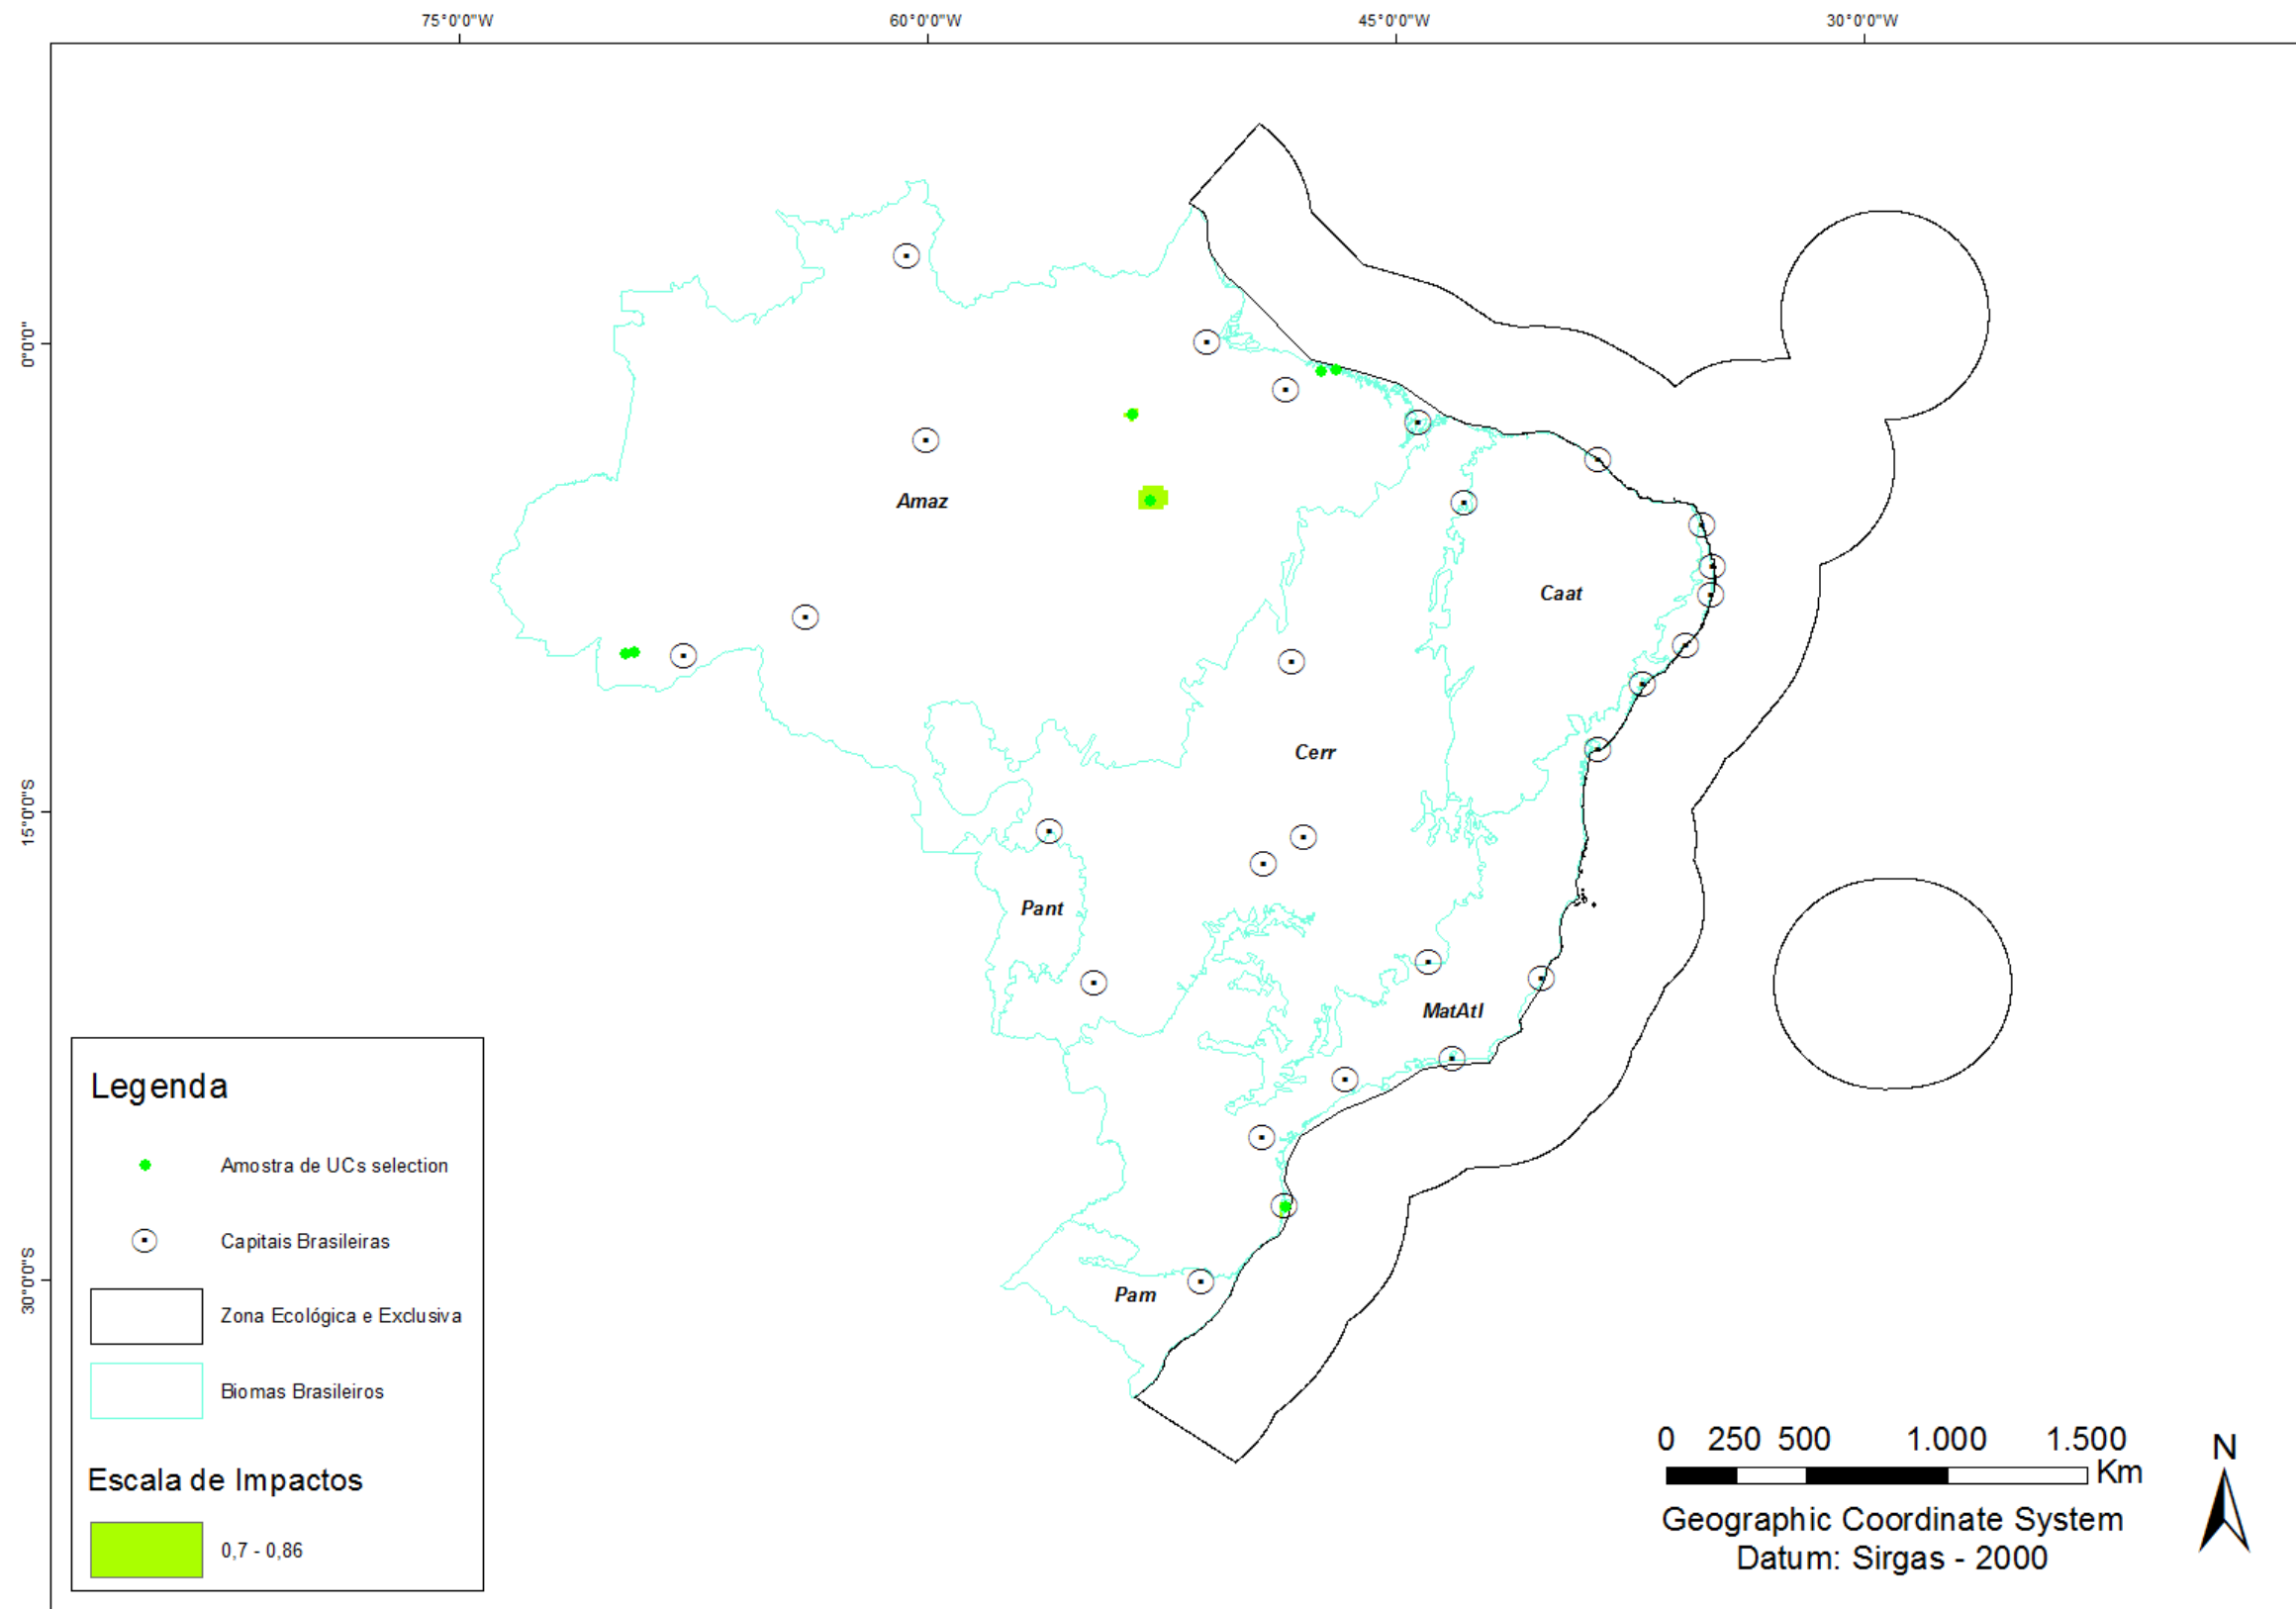 75°0'0"W
60°0'0"W
45°0'0"W
30°0'0"W
0°0'0"
15°0'0"S
30°0'0"S
Amaz
Caat
Cerr
Pant
MatAtl
Pam
Legenda
Amostra de UCs selection
Capitais Brasileiras
Zona Ecológica e Exclusiva
Biomas Brasileiros
Escala de Impactos
0,7 - 0,86
0 250 500 1.000 1.500
Km
N
Geographic Coordinate System
Datum: Sirgas - 2000